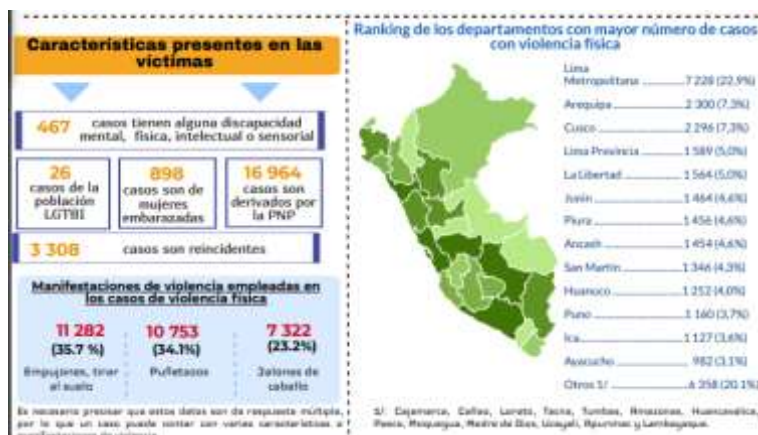 Características presentes en las
víctimas
467 casos tienen alguna discapacidad
mental, física, intelectual o sensorial
26
casos de la
población
LGTBI
898
casos son de
mujeres
embarazadas
16 964
casos son
derivados por
la PNP
3 308 casos son reincidentes
Manifestaciones de violencia empleadas en
los casos de violencia física
11 282
(35.7 %)
Empujones, tirar
al suelo
10 753
(34.1%)
Puñetazos
7 322
(23.2%)
Jalones de
cabello
Es necesario precisar que estos datos son de respuesta múltiple,
por lo que un caso puede contar con varias características o
manifestaciones de violencia
Ranking de los departamentos con mayor número de casos
con violencia física
Lima
Metropolitana 7 228 (22,9%)
Arequipa 2 300 (7,3%)
Cusco 2 296 (7,3%)
Lima Provincia 1 589 (5,0%)
La Libertad 1 564 (5,0%)
Junín 1 464 (4,6%)
Piura 1 456 (4,6%)
Ancash 1 454 (4,6%)
San Martín 1 346 (4,3%)
Huanuco 1 252 (4,0%)
Puno 1 160 (3,7%)
Ica 1 127 (3,6%)
Ayacucho 982 (3,1%)
Otros 1/ 6 358 (20,1%)
Cajamarca, Callao, Loreto, Tacna, Tumbes, Amazonas, Huancavelica,
Pasco, Moquegua, Madre de Dios, Ucayali, Apurímac y Lambayeque.